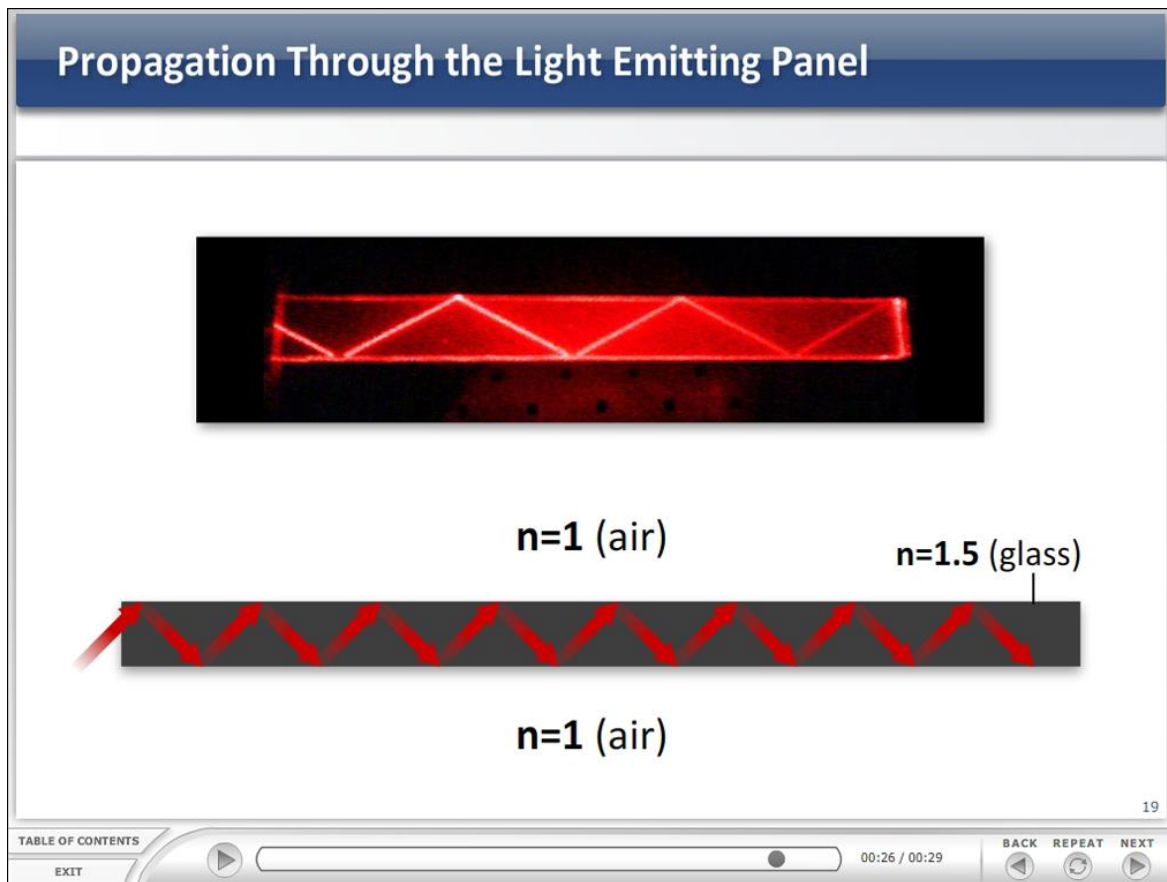 Propagation Through the Light Emitting Panel
n=1 (air)
n=1.5 (glass)
n=1 (air)
19
TABLE OF CONTENTS
EXIT
00:26 / 00:29
BACK REPEAT NEXT